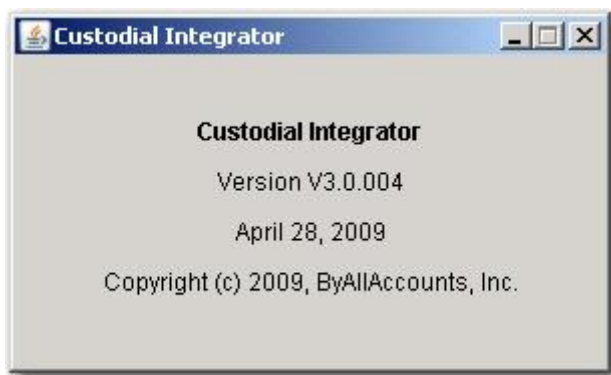 Custodial Integrator
Custodial Integrator
Version V3.0.004
April 28, 2009
Copyright (c) 2009, ByAllAccounts, Inc.